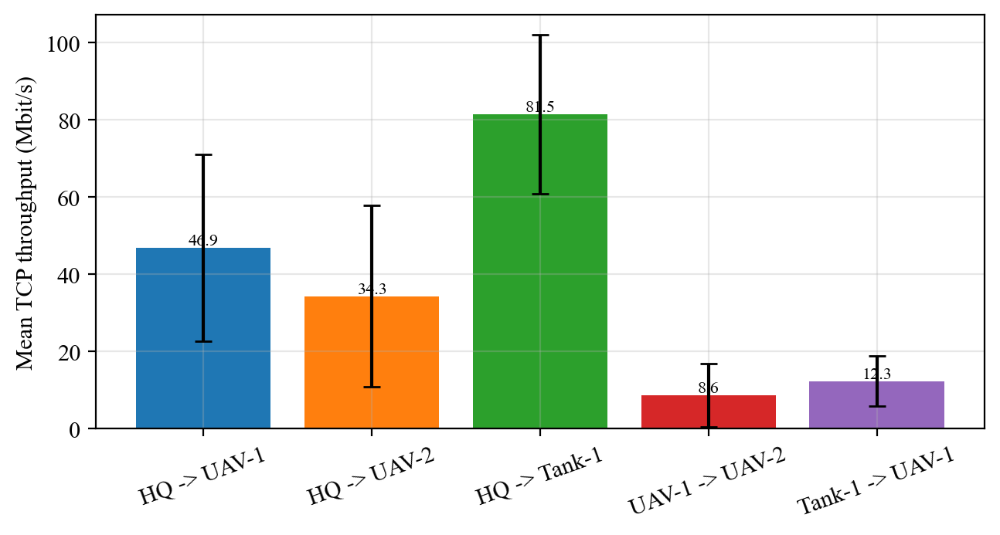 Mean TCP throughput (Mbit/s)
100
80
60
40
20
0
46.9
34.3
81.5
8.6
12.3
HQ -> UAV-1
HQ -> UAV-2
HQ -> Tank-1
UAV-1 -> UAV-2
Tank-1 -> UAV-1